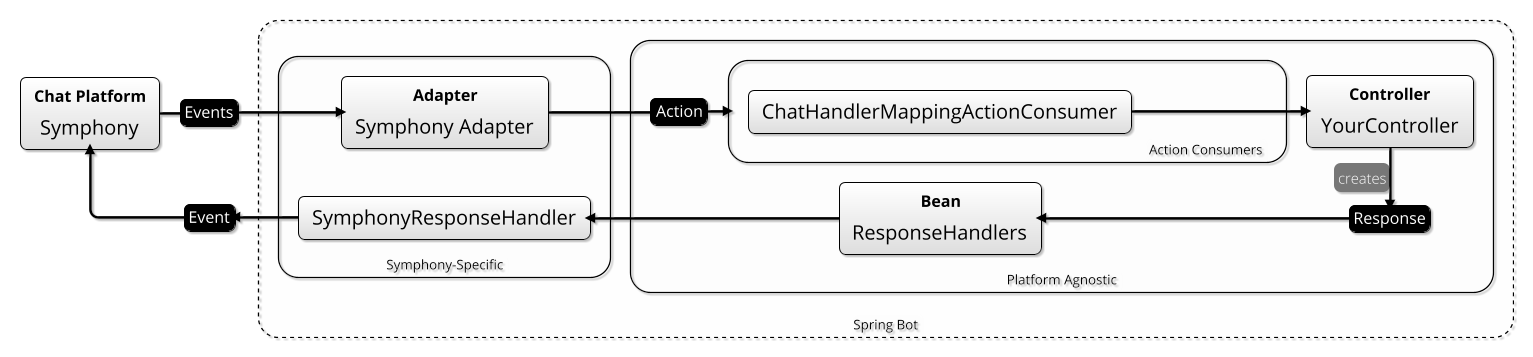 Chat Platform
Symphony
Events
Adapter
Symphony Adapter
Action
ChatHandlerMappingActionConsumer
Action Consumers
Controller
YourController
creates
Response
Bean
ResponseHandlers
SymphonyResponseHandler
Event
Symphony-Specific
Platform Agnostic
Spring Bot